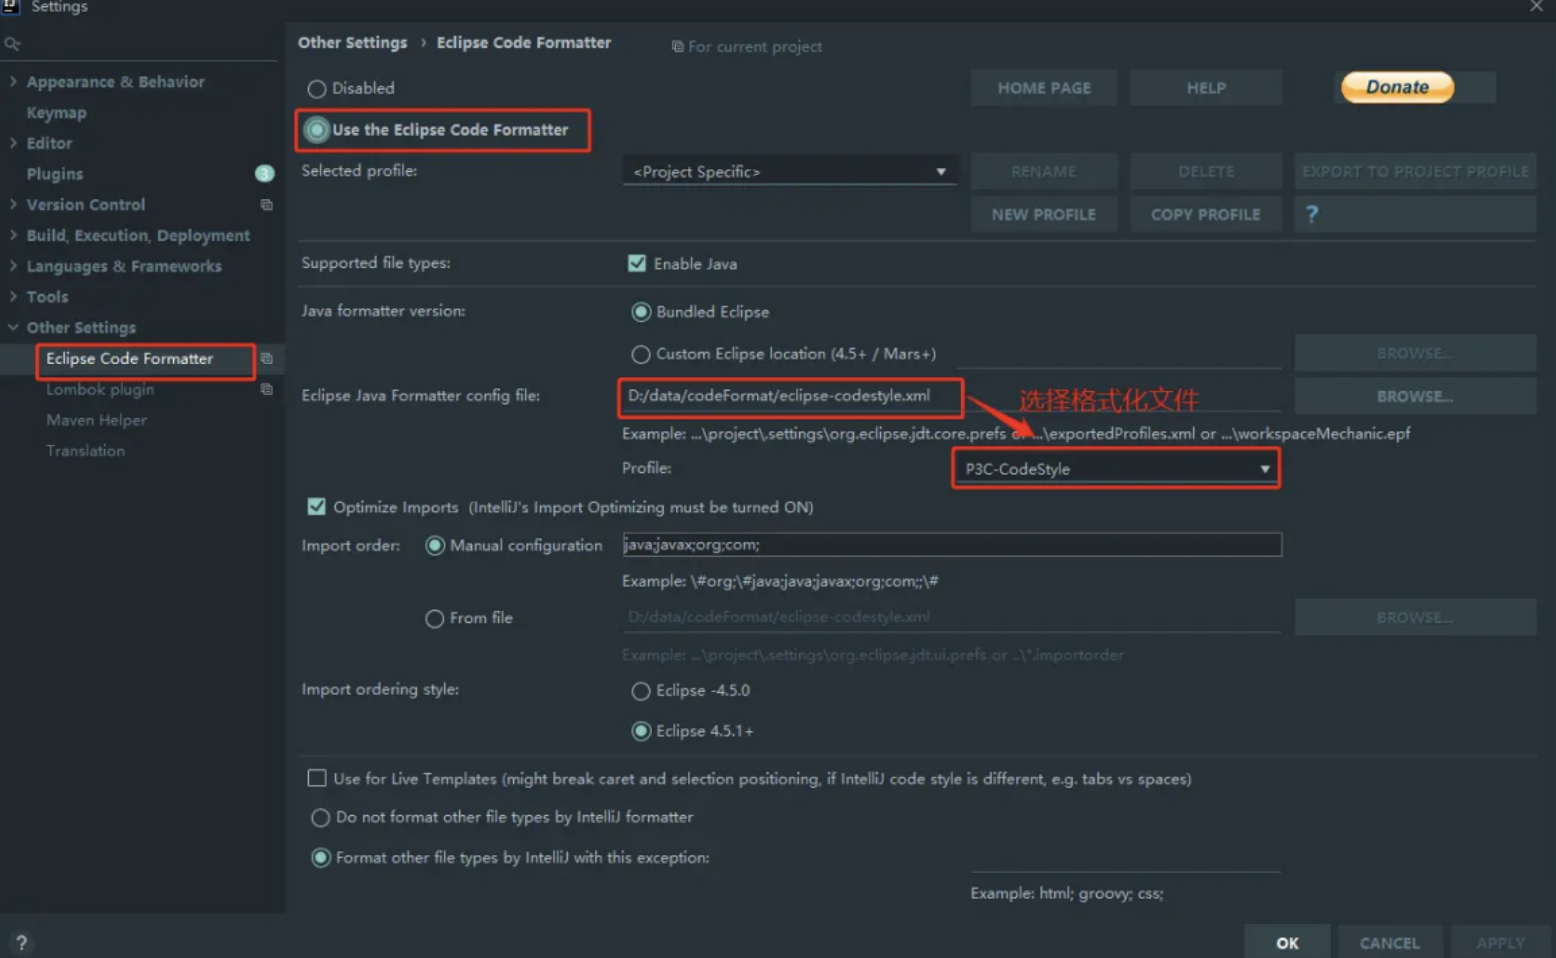 Settings
Other Settings › Eclipse Code Formatter For current project
Appearance & Behavior
Keymap
Editor
Plugins 3
Version Control
Build, Execution, Deployment
Languages & Frameworks
Tools
Other Settings
Eclipse Code Formatter
Lombok plugin
Maven Helper
Translation
Disabled
HOME PAGE HELP Donate
Use the Eclipse Code Formatter
Selected profile: <Project Specific> RENAME DELETE EXPORT TO PROJECT PROFILE
NEW PROFILE COPY PROFILE ?
Supported file types: Enable Java
Java formatter version: Bundled Eclipse
Custom Eclipse location (4.5+ / Mars+) BROWSE...
Eclipse Java Formatter config file: D:/data/codeFormat/eclipse-codestyle.xml 选择格式化文件 BROWSE...
Example: ...\project\.settings\org.eclipse.jdt.core.prefs or ...\exportedProfiles.xml or ...\workspaceMechanic.epf
Profile: P3C-CodeStyle
Optimize Imports (IntelliJ's Import Optimizing must be turned ON)
Import order: Manual configuration java;javax;org;com;
Example: \#org;\#java;java;javax;org;com;;\#
From file D:/data/codeFormat/eclipse-codestyle.xml BROWSE...
Example: ...\project\.settings\org.eclipse.jdt.ui.prefs or ..\*.importorder
Import ordering style: Eclipse -4.5.0
Eclipse 4.5.1+
Use for Live Templates (might break caret and selection positioning, if IntelliJ code style is different, e.g. tabs vs spaces)
Do not format other file types by IntelliJ formatter
Format other file types by IntelliJ with this exception:
Example: html; groovy; css;
? OK CANCEL APPLY